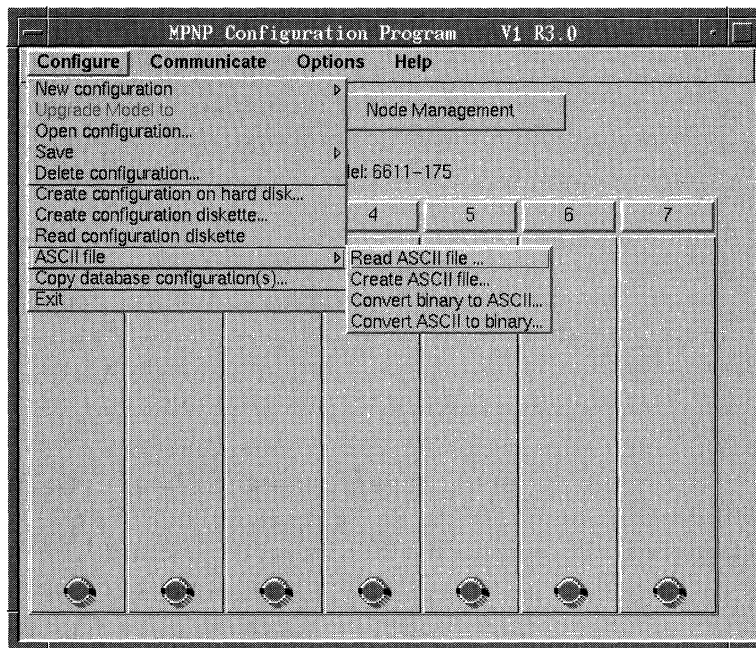 MPNP Configuration Program V1 R3.0
Configure Communicate Options Help
New configuration
Upgrade Model to
Open configuration...
Save
Delete configuration...
Create configuration on hard disk...
Create configuration diskette...
Read configuration diskette
ASCII file
Copy database configuration(s)...
Exit
Node Management
lel: 6611-175
4 5 6 7
Read ASCII file ...
Create ASCII file...
Convert binary to ASCII...
Convert ASCII to binary...